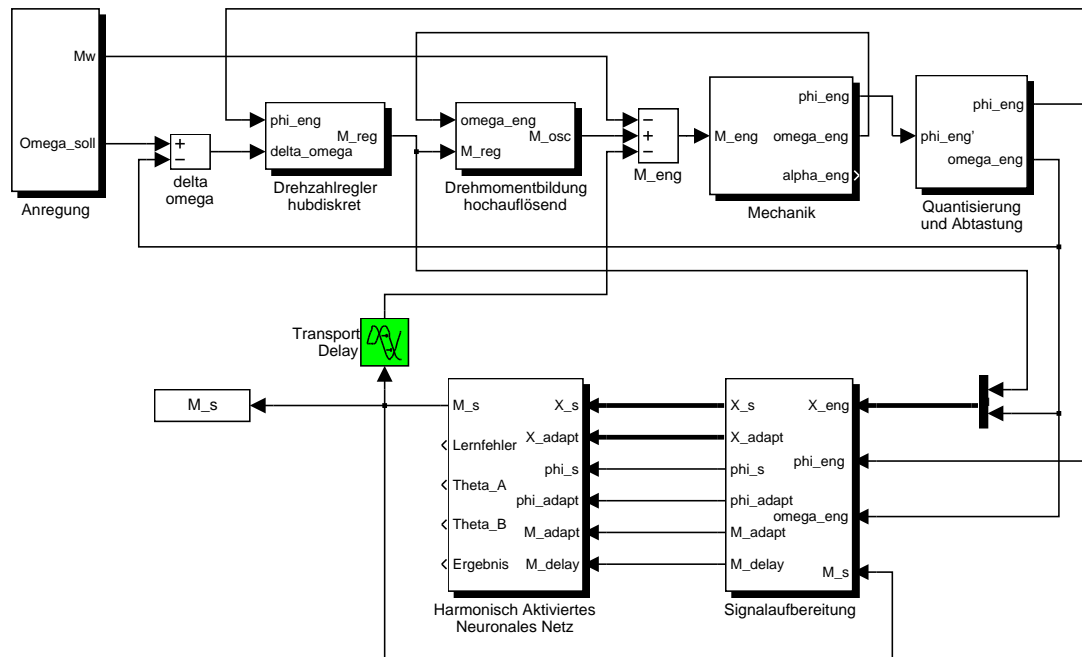 Mw
Omega_soll
Anregung
+
−
delta
omega
phi_eng
M_reg
delta_omega
Drehzahlregler
hubdiskret
omega_eng
M_osc
M_reg
Drehmomentbildung
hochauflösend
−
+
−
M_eng
phi_eng
M_eng
omega_eng
alpha_eng
Mechanik
phi_eng
phi_eng'
omega_eng
Quantisierung
und Abtastung
Transport
Delay
M_s
M_s
X_s
Lernfehler
X_adapt
phi_s
Theta_A
phi_adapt
Theta_B
M_adapt
Ergebnis
M_delay
Harmonisch Aktiviertes
Neuronales Netz
X_s
X_eng
X_adapt
phi_eng
phi_s
phi_adapt
omega_eng
M_adapt
M_delay
M_s
Signalaufbereitung